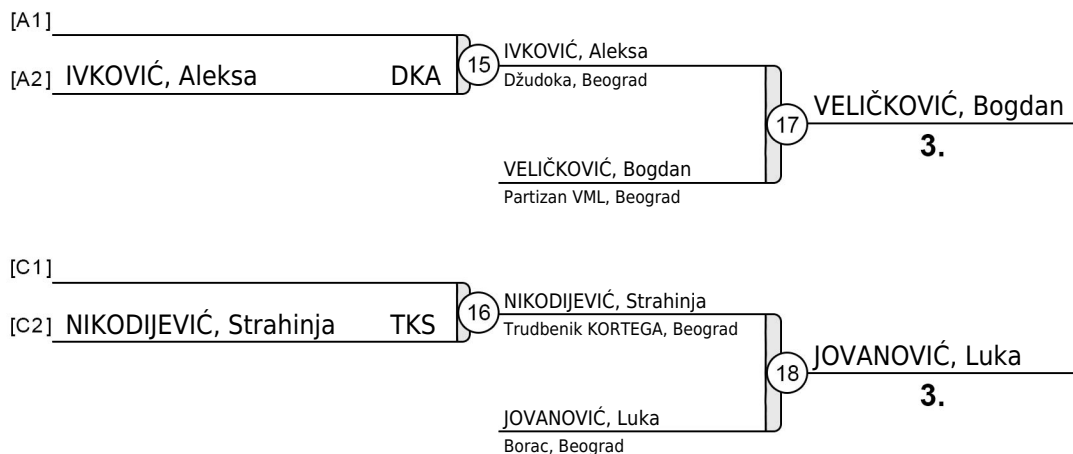 [A1]
[A2] IVKOVIĆ, Aleksa DKA
15
IVKOVIĆ, Aleksa
Džudoka, Beograd
17
VELIČKOVIĆ, Bogdan
3.
VELIČKOVIĆ, Bogdan
Partizan VML, Beograd
[C1]
[C2] NIKODIJEVIĆ, Strahinja TKS
16
NIKODIJEVIĆ, Strahinja
Trudbenik KORTEGA, Beograd
18
JOVANOVIĆ, Luka
3.
JOVANOVIĆ, Luka
Borac, Beograd